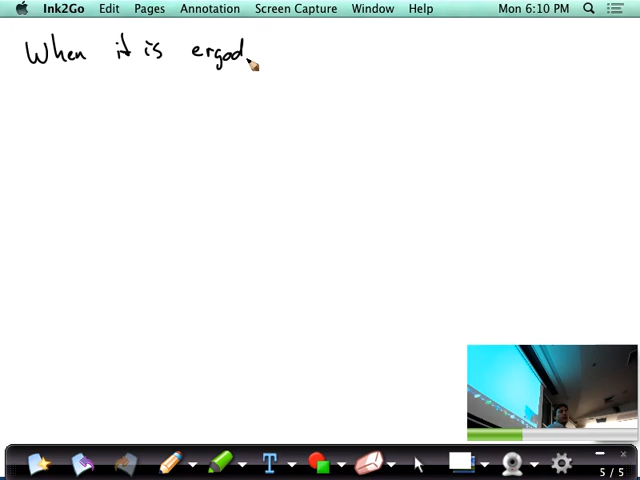 Ink2Go Edit Pages Annotation Screen Capture Window Help Mon 6:10 PM
When it is ergod
T
5 / 5